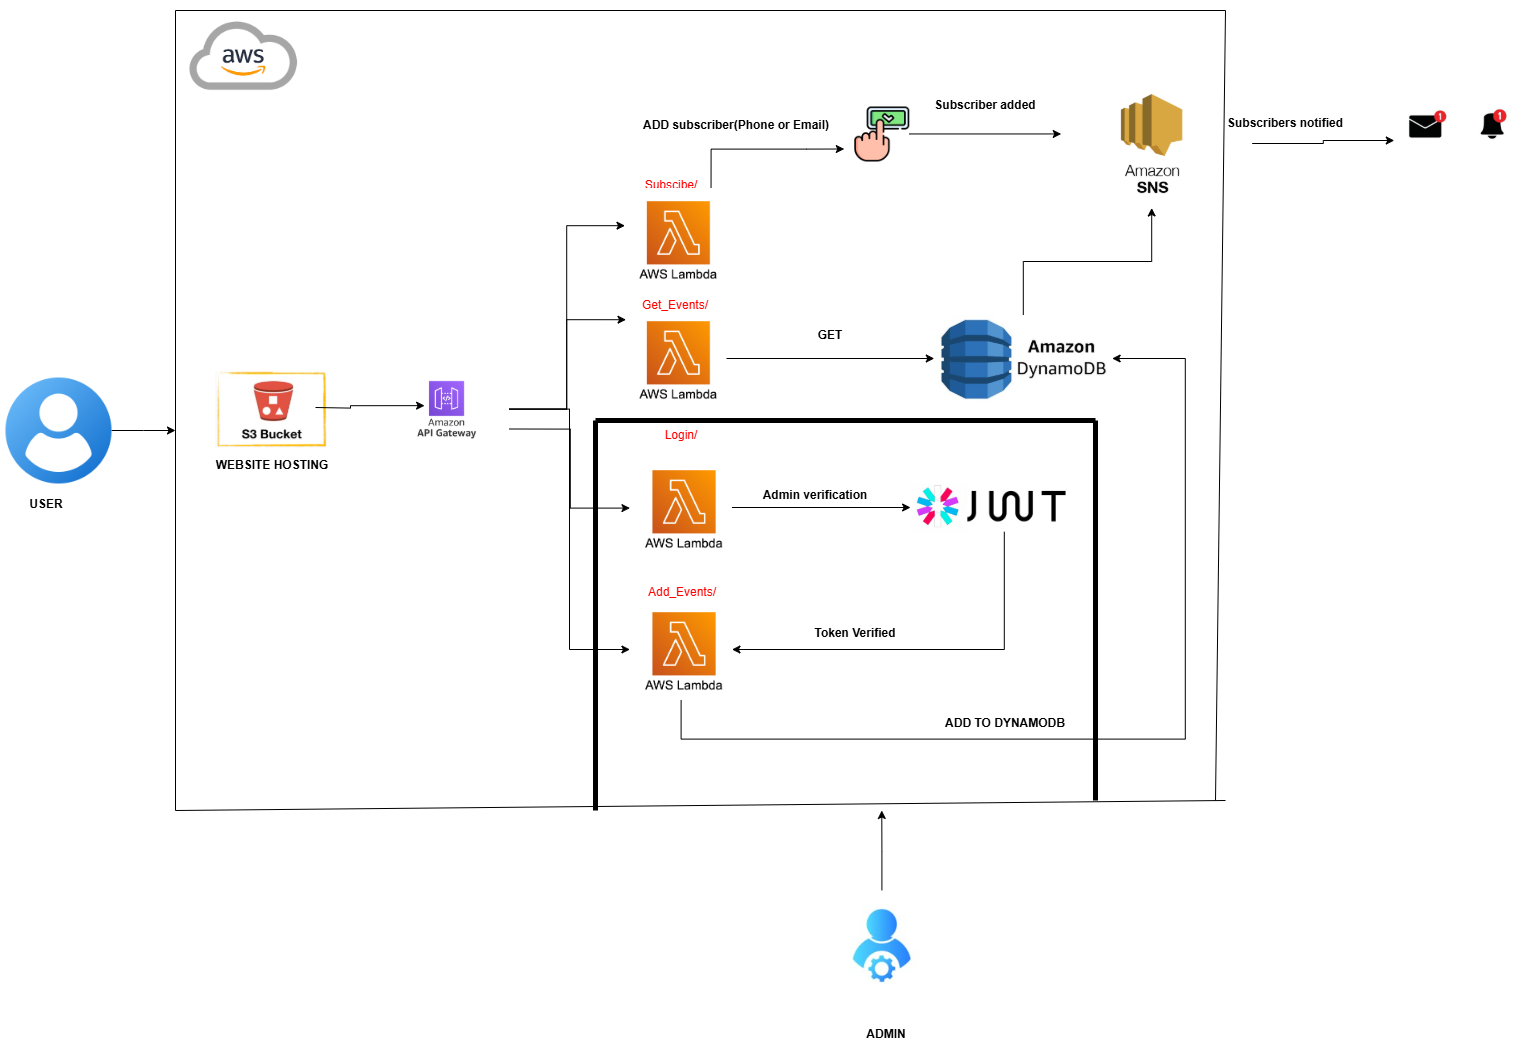 aws
ADD subscriber(Phone or Email)
Subscriber added
Subscribers notified
1
1
Amazon
SNS
Subscibe/
AWS Lambda
Get_Events/
AWS Lambda
GET
Amazon
DynamoDB
S3 Bucket
WEBSITE HOSTING
Amazon
API Gateway
USER
Login/
AWS Lambda
Admin verification
JWT
Add_Events/
AWS Lambda
Token Verified
ADD TO DYNAMODB
ADMIN